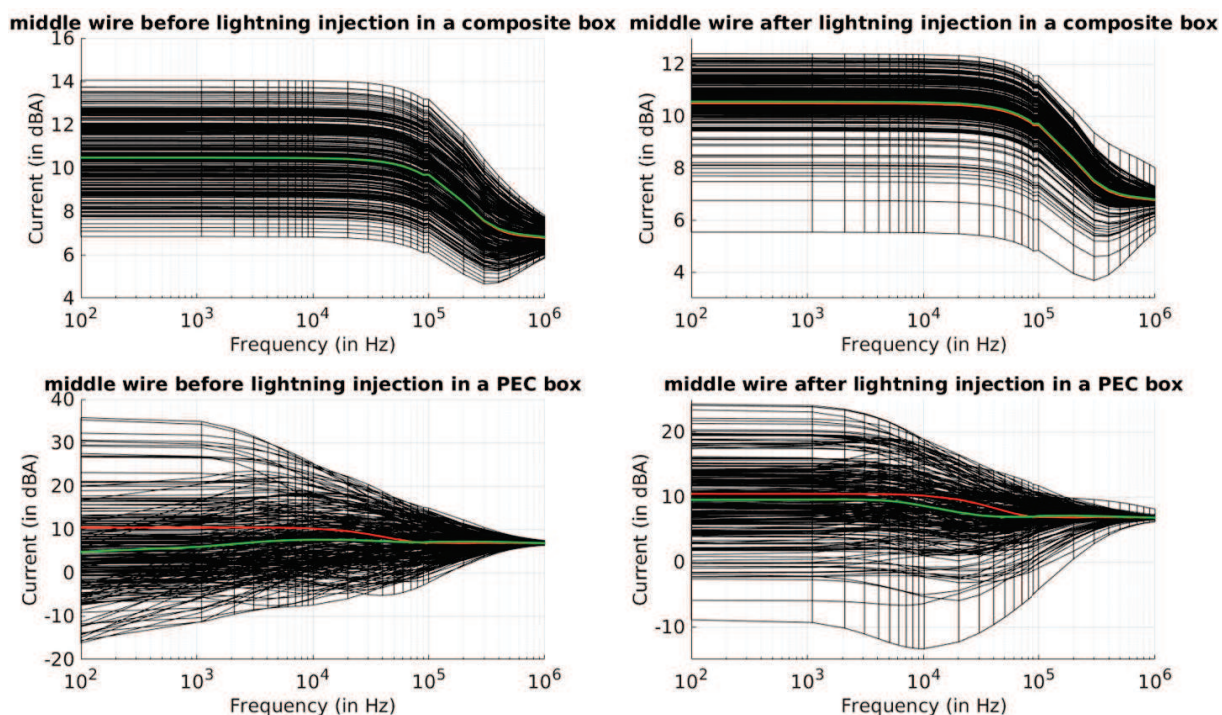 middle wire before lightning injection in a composite box
16
14
12
10
8
6
4
Current (in dBA)
10^2 10^3 10^4 10^5 10^6
Frequency (in Hz)
middle wire after lightning injection in a composite box
12
10
8
6
4
Current (in dBA)
10^2 10^3 10^4 10^5 10^6
Frequency (in Hz)
middle wire before lightning injection in a PEC box
40
30
20
10
0
-10
-20
Current (in dBA)
10^2 10^3 10^4 10^5 10^6
Frequency (in Hz)
middle wire after lightning injection in a PEC box
20
10
0
-10
Current (in dBA)
10^2 10^3 10^4 10^5 10^6
Frequency (in Hz)